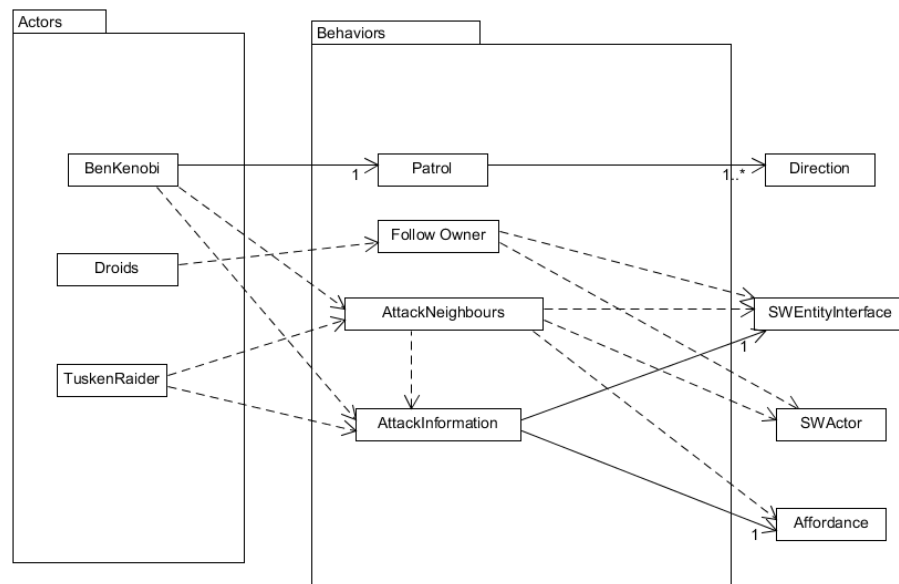 Actors
Behaviors
BenKenobi
1
Patrol
1..*
Direction
Follow Owner
Droids
AttackNeighbours
SWEntityInterface
1
TuskenRaider
AttackInformation
SWActor
Affordance
1